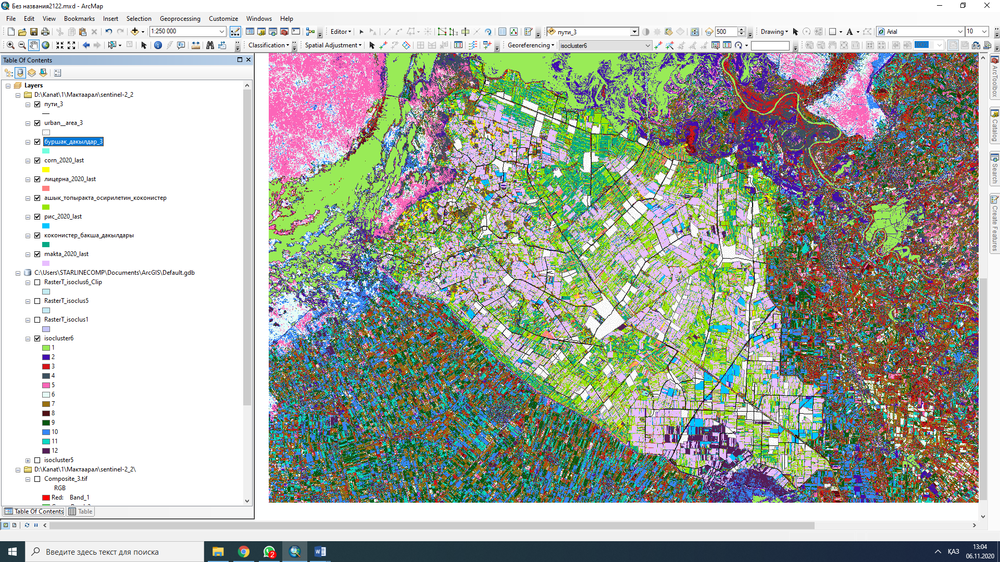 Без названия2122.mxd - ArcMap
File Edit View Bookmarks Insert Selection Geoprocessing Customize Windows Help
1:250 000 Editor пути_3 500 Drawing A Arial 10
Classification Spatial Adjustment Georeferencing isocluster6 100%
Table Of Contents
Layers
D:\Kanat\1\Мактаарал\sentinel-2_2
пути_3
urban__area_3
буршак_дакылдар_3
corn_2020_last
лицерна_2020_last
ашык_топыракта_осирилетин_коконистер
рис_2020_last
коконистер_бакша_дакылдары
makta_2020_last
C:\Users\STARLINECOMP\Documents\ArcGIS\Default.gdb
RasterT_isoclus6_Clip
RasterT_isoclus5
RasterT_isoclus1
isocluster6
1
2
3
4
5
6
7
8
9
10
11
12
isocluster5
D:\Kanat\1\Мактаарал\sentinel-2_2\
Composite_3.tif
RGB
Red: Band_1
Table Of Contents Table
ArcToolbox
Catalog
Search
Create Features
Введите здесь текст для поиска
2
ҚАЗ
13:04
06.11.2020